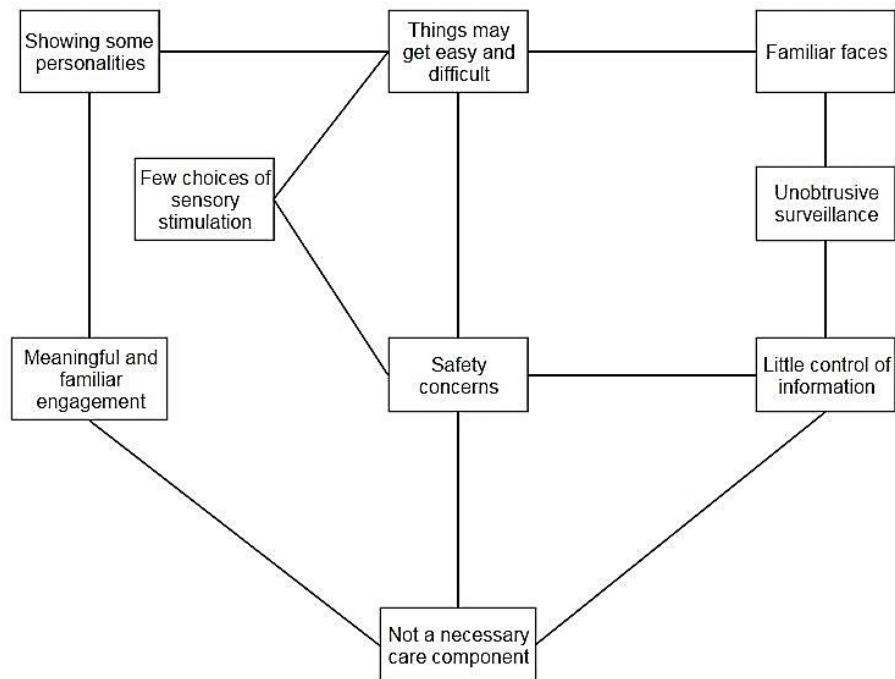 Showing some
personalities
Things may
get easy and
difficult
Familiar faces
Few choices of
sensory
stimulation
Unobtrusive
surveillance
Meaningful and
familiar
engagement
Safety
concerns
Little control of
information
Not a necessary
care component